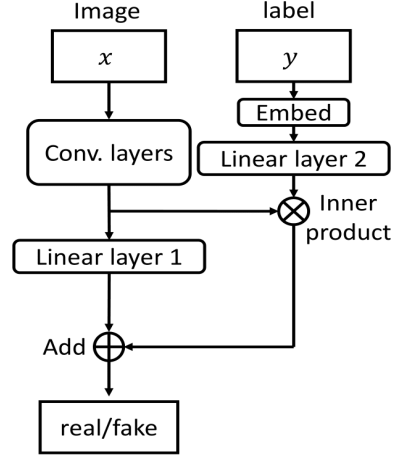 Image
label
x
y
Embed
Conv. layers
Linear layer 2
Inner
product
Linear layer 1
Add
real/fake